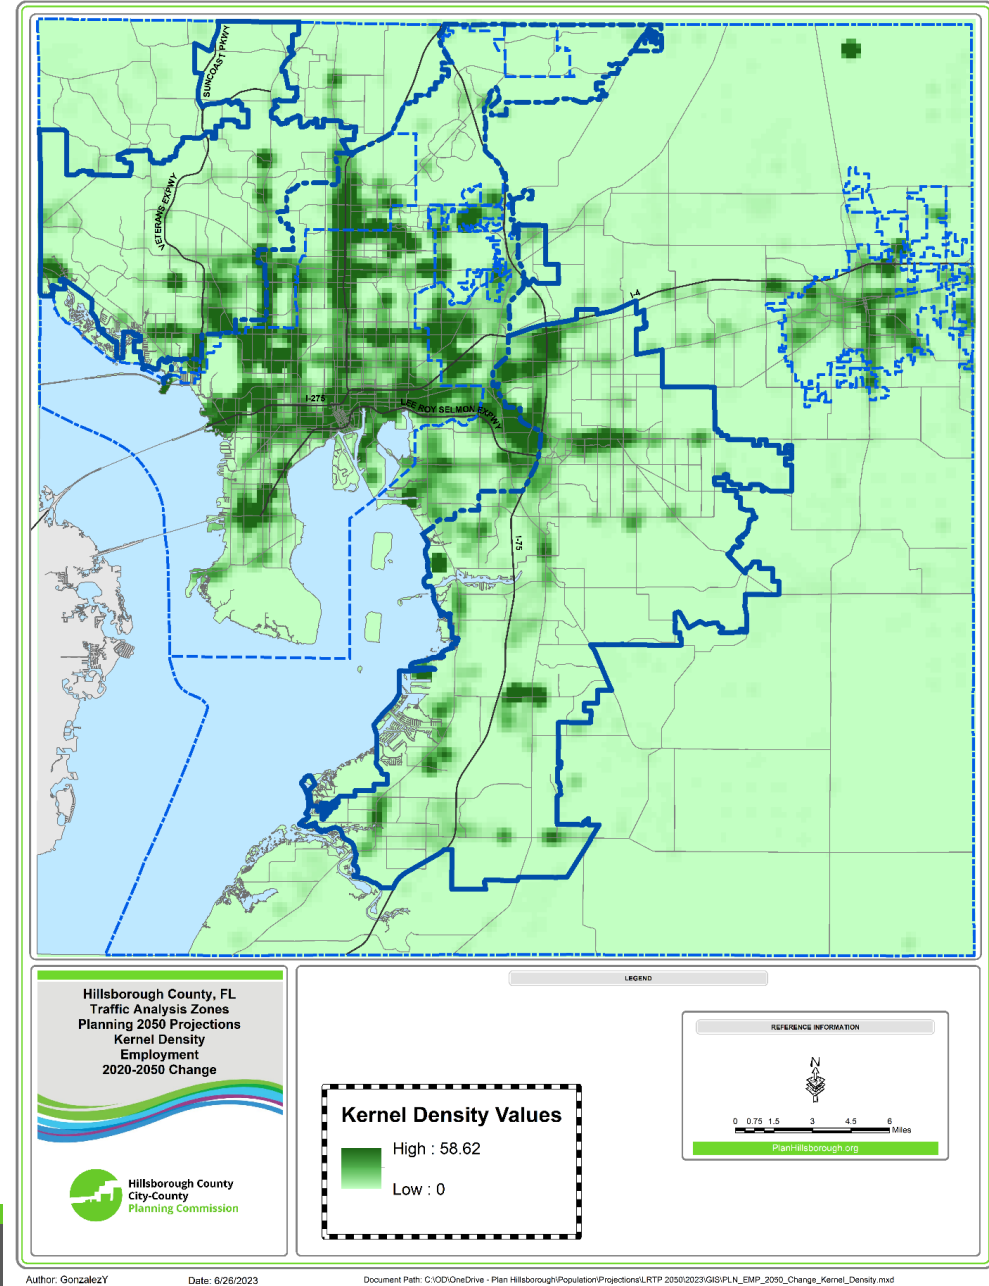 SUNCOAST PKWY
VETERANS EXPWY
I-4
I-275
LEE ROY SELMON EXPWY
I-75
Hillsborough County, FL
Traffic Analysis Zones
Planning 2050 Projections
Kernel Density
Employment
2020-2050 Change
Hillsborough County
City-County
Planning Commission
LEGEND
Kernel Density Values
High : 58.62
Low : 0
REFERENCE INFORMATION
N
0 0.75 1.5 3 4.5 6
Miles
PlanHillsborough.org
Author: GonzalezY
Date: 6/26/2023
Document Path: C:\OD\OneDrive - Plan Hillsborough\Population\Projections\LRTP 2050\2023\GIS\PLN_EMP_2050_Change_Kernel_Density.mxd